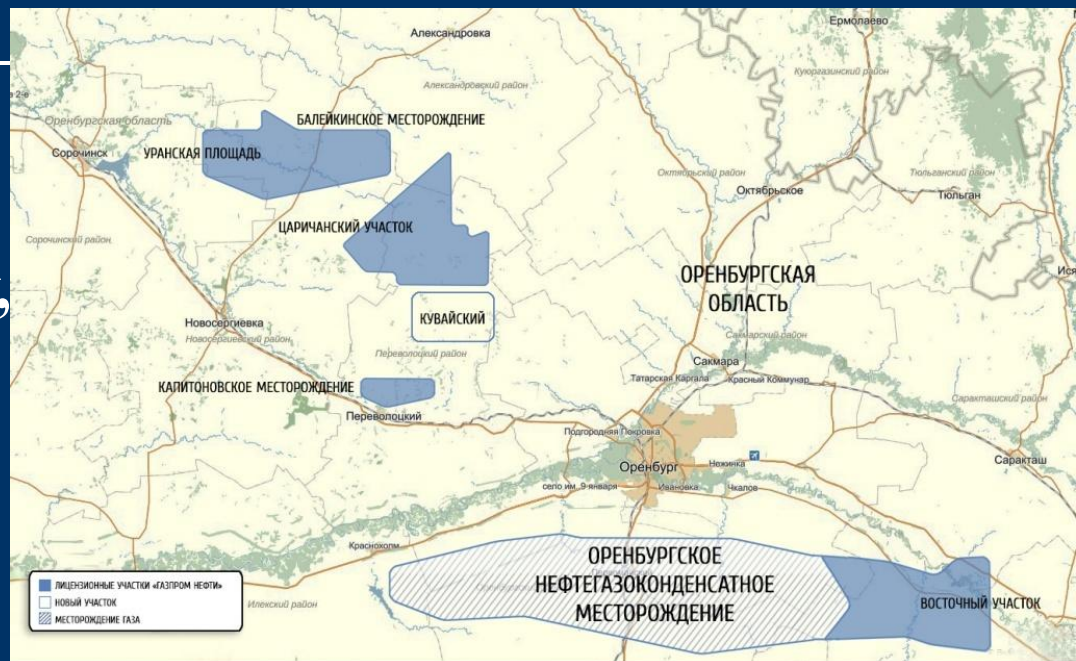 Ермолаево
Александровка
Куюргазинский район
Александровский район
Оренбургская область
БАЛЕЙКИНСКОЕ МЕСТОРОЖДЕНИЕ
Сорочинск
УРАНСКАЯ ПЛОЩАДЬ
Октябрьский район
Тюльганский район
Октябрьское
Тюльган
ЦАРИЧАНСКИЙ УЧАСТОК
Сорочинский район
ОРЕНБУРГСКАЯ
ОБЛАСТЬ
Новосергиевка
Новосергиевский район
КУВАЙСКИЙ
Переволоцкий район
Сакмарский район
Сакмара
Татарская Каргала
Красный Коммунар
КАПИТОНОВСКОЕ МЕСТОРОЖДЕНИЕ
Переволоцкий
Саракташский район
Подгородняя Покровка
Саракташ
Оренбург
Нежинка
село им. 9 января
Ивановка
Чкалов
Краснохолм
ОРЕНБУРГСКОЕ
НЕФТЕГАЗОКОНДЕНСАТНОЕ
МЕСТОРОЖДЕНИЕ
ВОСТОЧНЫЙ УЧАСТОК
Илекский район
ЛИЦЕНЗИОННЫЕ УЧАСТКИ «ГАЗПРОМ НЕФТИ»
НОВЫЙ УЧАСТОК
МЕСТОРОЖДЕНИЕ ГАЗА